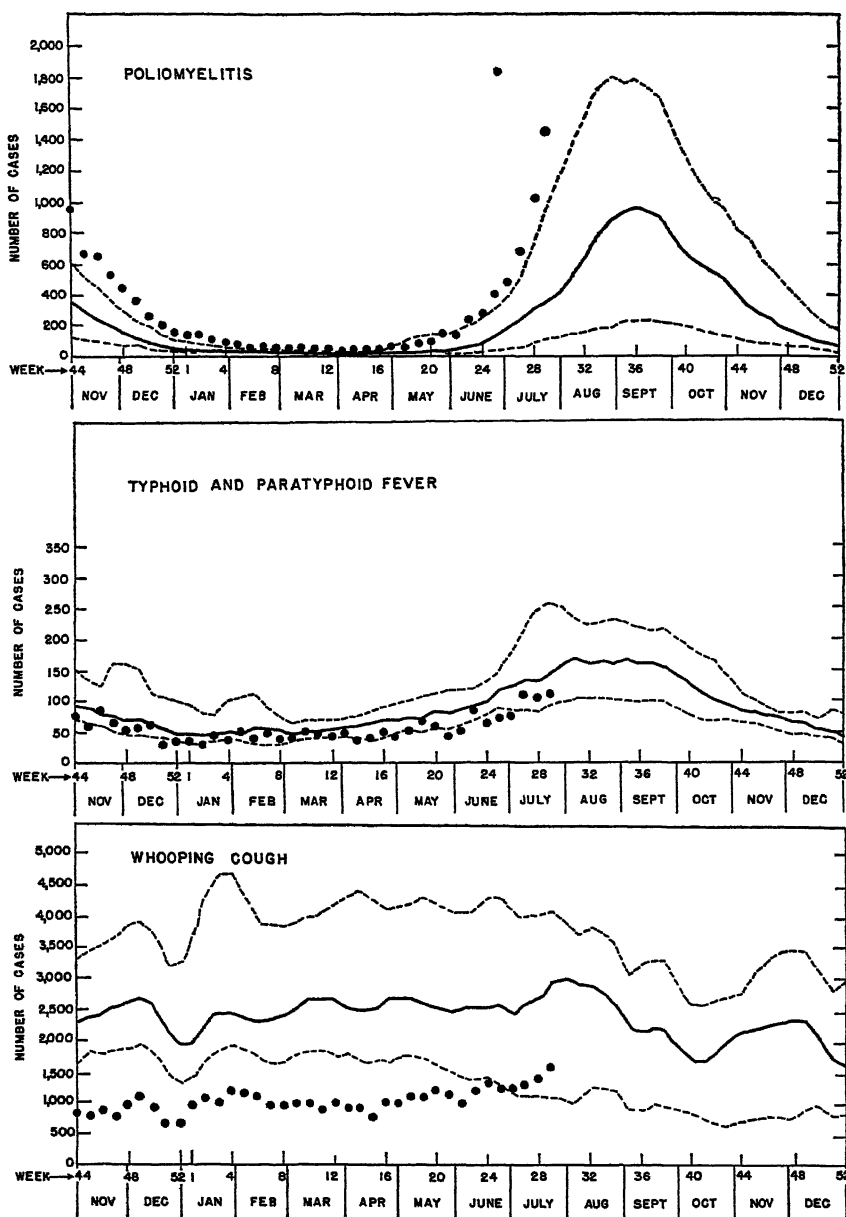 POLIOMYELITIS
NUMBER OF CASES
2,000
1,800
1,600
1,400
1,200
1,000
800
600
400
200
0
WEEK→ 44 48 52 1 4 8 12 16 20 24 28 32 36 40 44 48 52
NOV DEC JAN FEB MAR APR MAY JUNE JULY AUG SEPT OCT NOV DEC
TYPHOID AND PARATYPHOID FEVER
NUMBER OF CASES
350
300
250
200
150
100
50
0
WEEK→ 44 48 52 1 4 8 12 16 20 24 28 32 36 40 44 48 52
NOV DEC JAN FEB MAR APR MAY JUNE JULY AUG SEPT OCT NOV DEC
WHOOPING COUGH
NUMBER OF CASES
5,000
4,500
4,000
3,500
3,000
2,500
2,000
1,500
1,000
500
0
WEEK→ 44 48 52 1 4 8 12 16 20 24 28 32 36 40 44 48 52
NOV DEC JAN FEB MAR APR MAY JUNE JULY AUG SEPT OCT NOV DEC